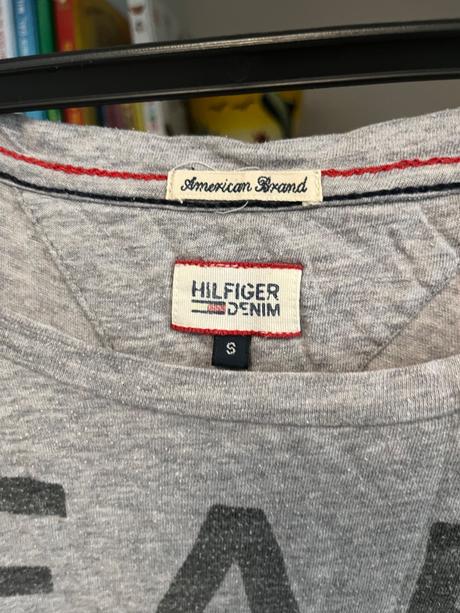 American Brand
HILFIGER
DENIM
S